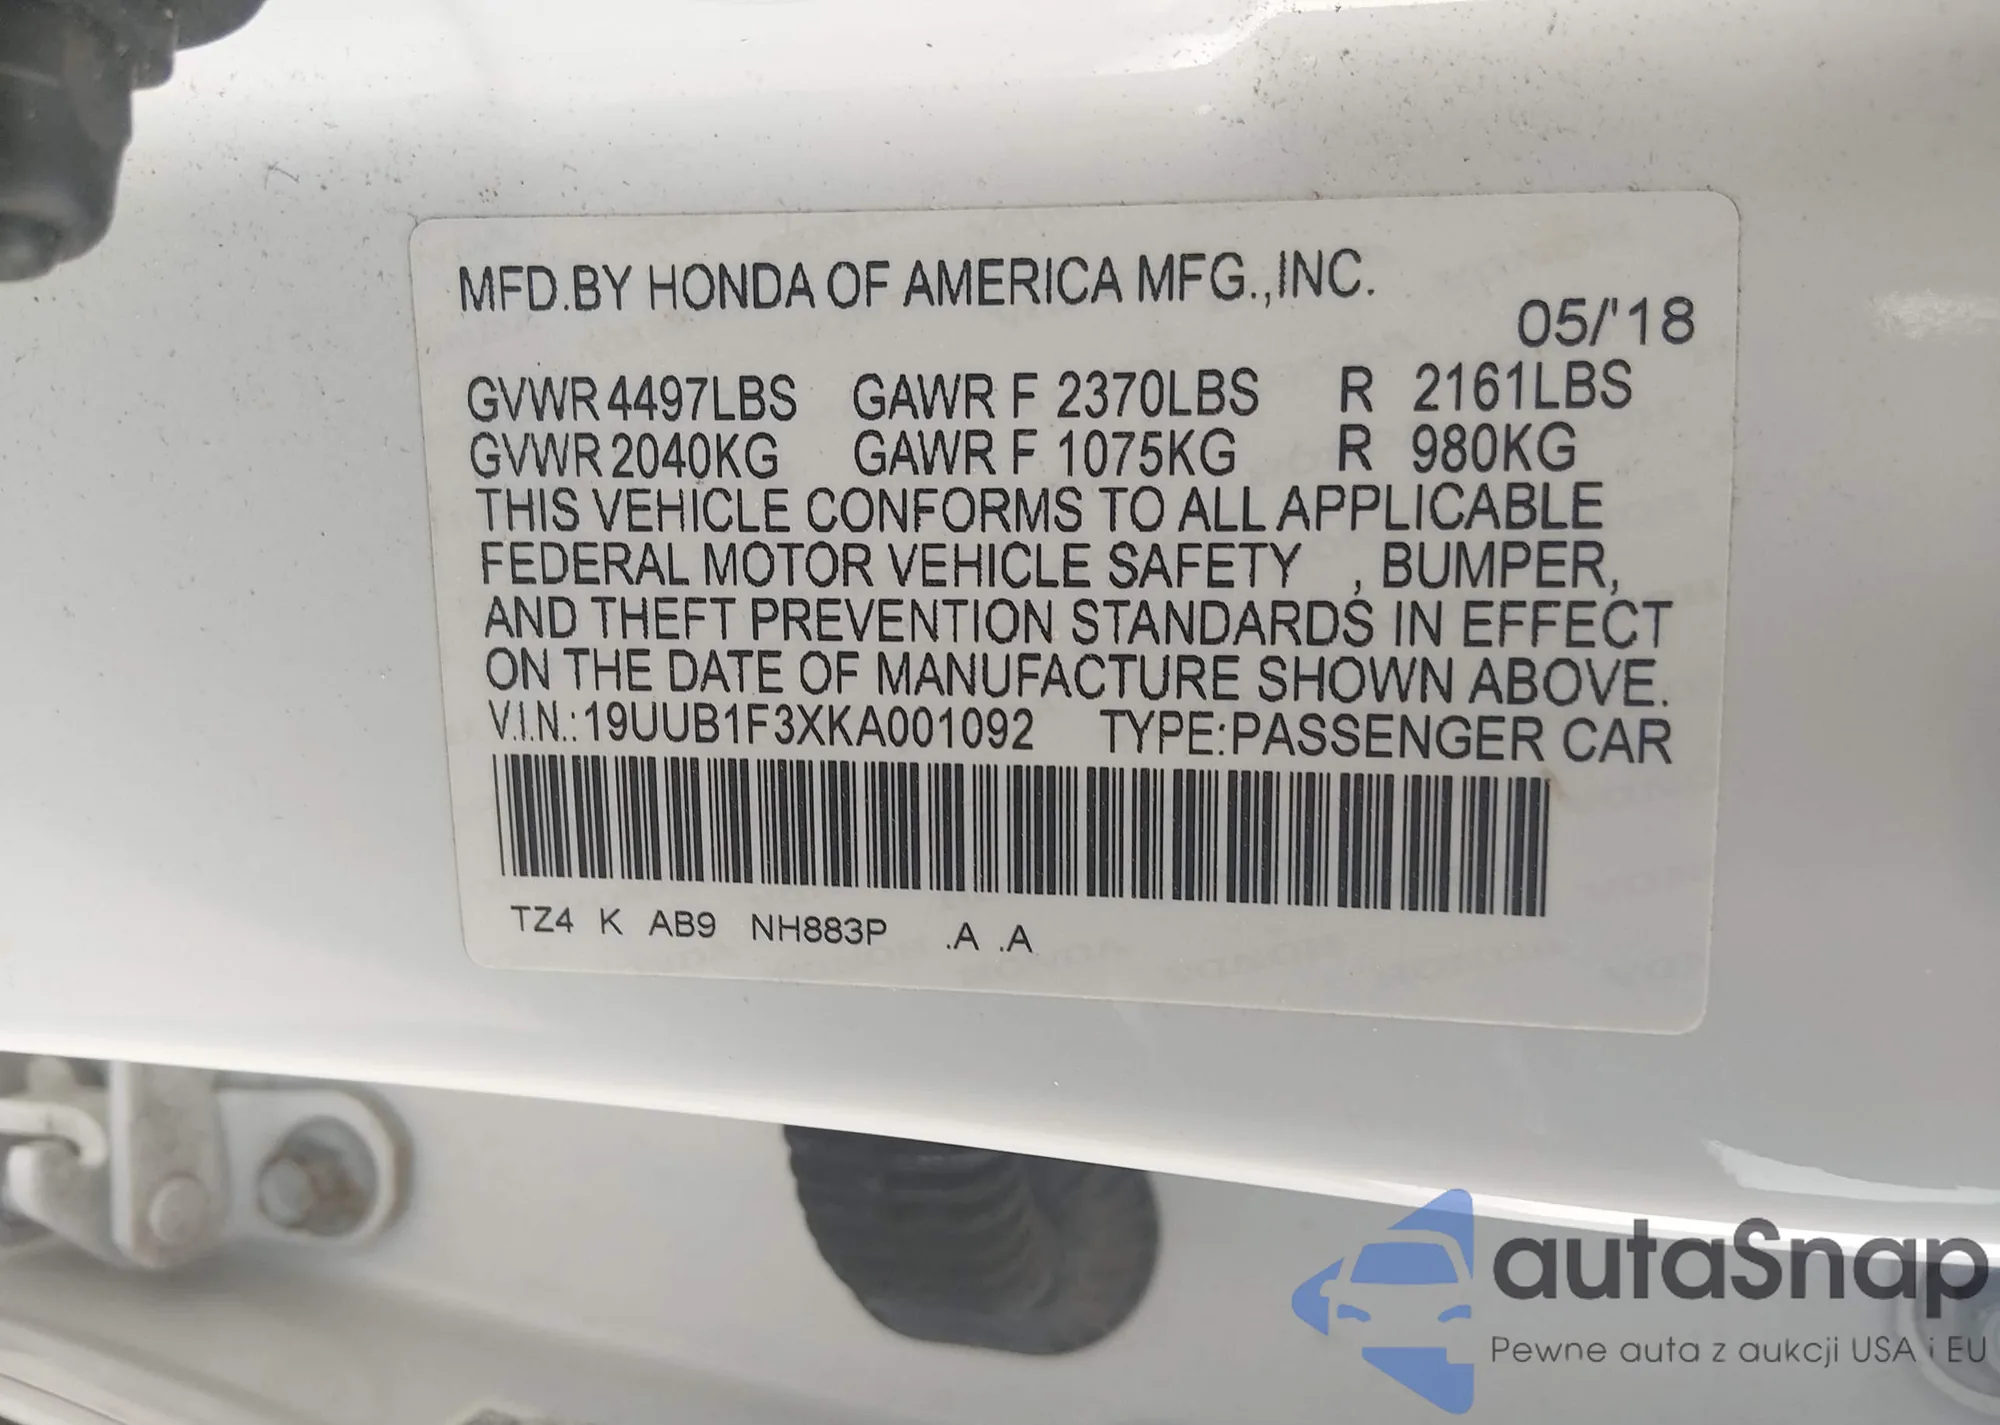 MFD.BY HONDA OF AMERICA MFG.,INC.
05/'18
GVWR 4497LBS GAWR F 2370LBS R 2161LBS
GVWR 2040KG GAWR F 1075KG R 980KG
THIS VEHICLE CONFORMS TO ALL APPLICABLE
FEDERAL MOTOR VEHICLE SAFETY , BUMPER,
AND THEFT PREVENTION STANDARDS IN EFFECT
ON THE DATE OF MANUFACTURE SHOWN ABOVE.
V.I.N.: 19UUB1F3XKA001092 TYPE:PASSENGER CAR
TZ4 K AB9 NH883P .A .A
autaSnap
Pewne auta z aukcji USA i EU